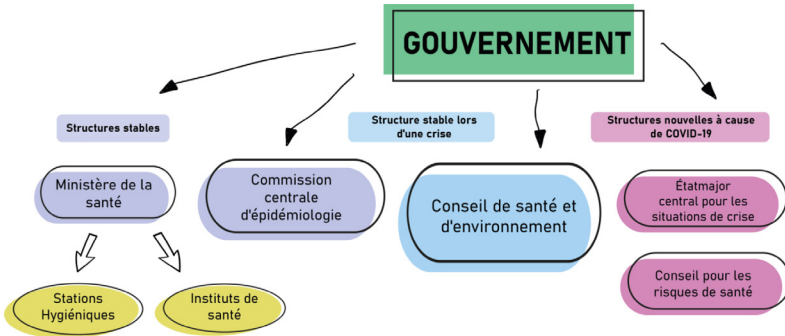 GOUVERNEMENT
Structures stables
Structure stable lors
d'une crise
Structures nouvelles à cause
de COVID-19
Ministère de la
santé
Commission
centrale
d'épidémiologie
Conseil de santé et
d'environnement
Étatmajor
central pour les
situations de crise
Conseil pour les
risques de santé
Stations
Hygiéniques
Instituts de
santé